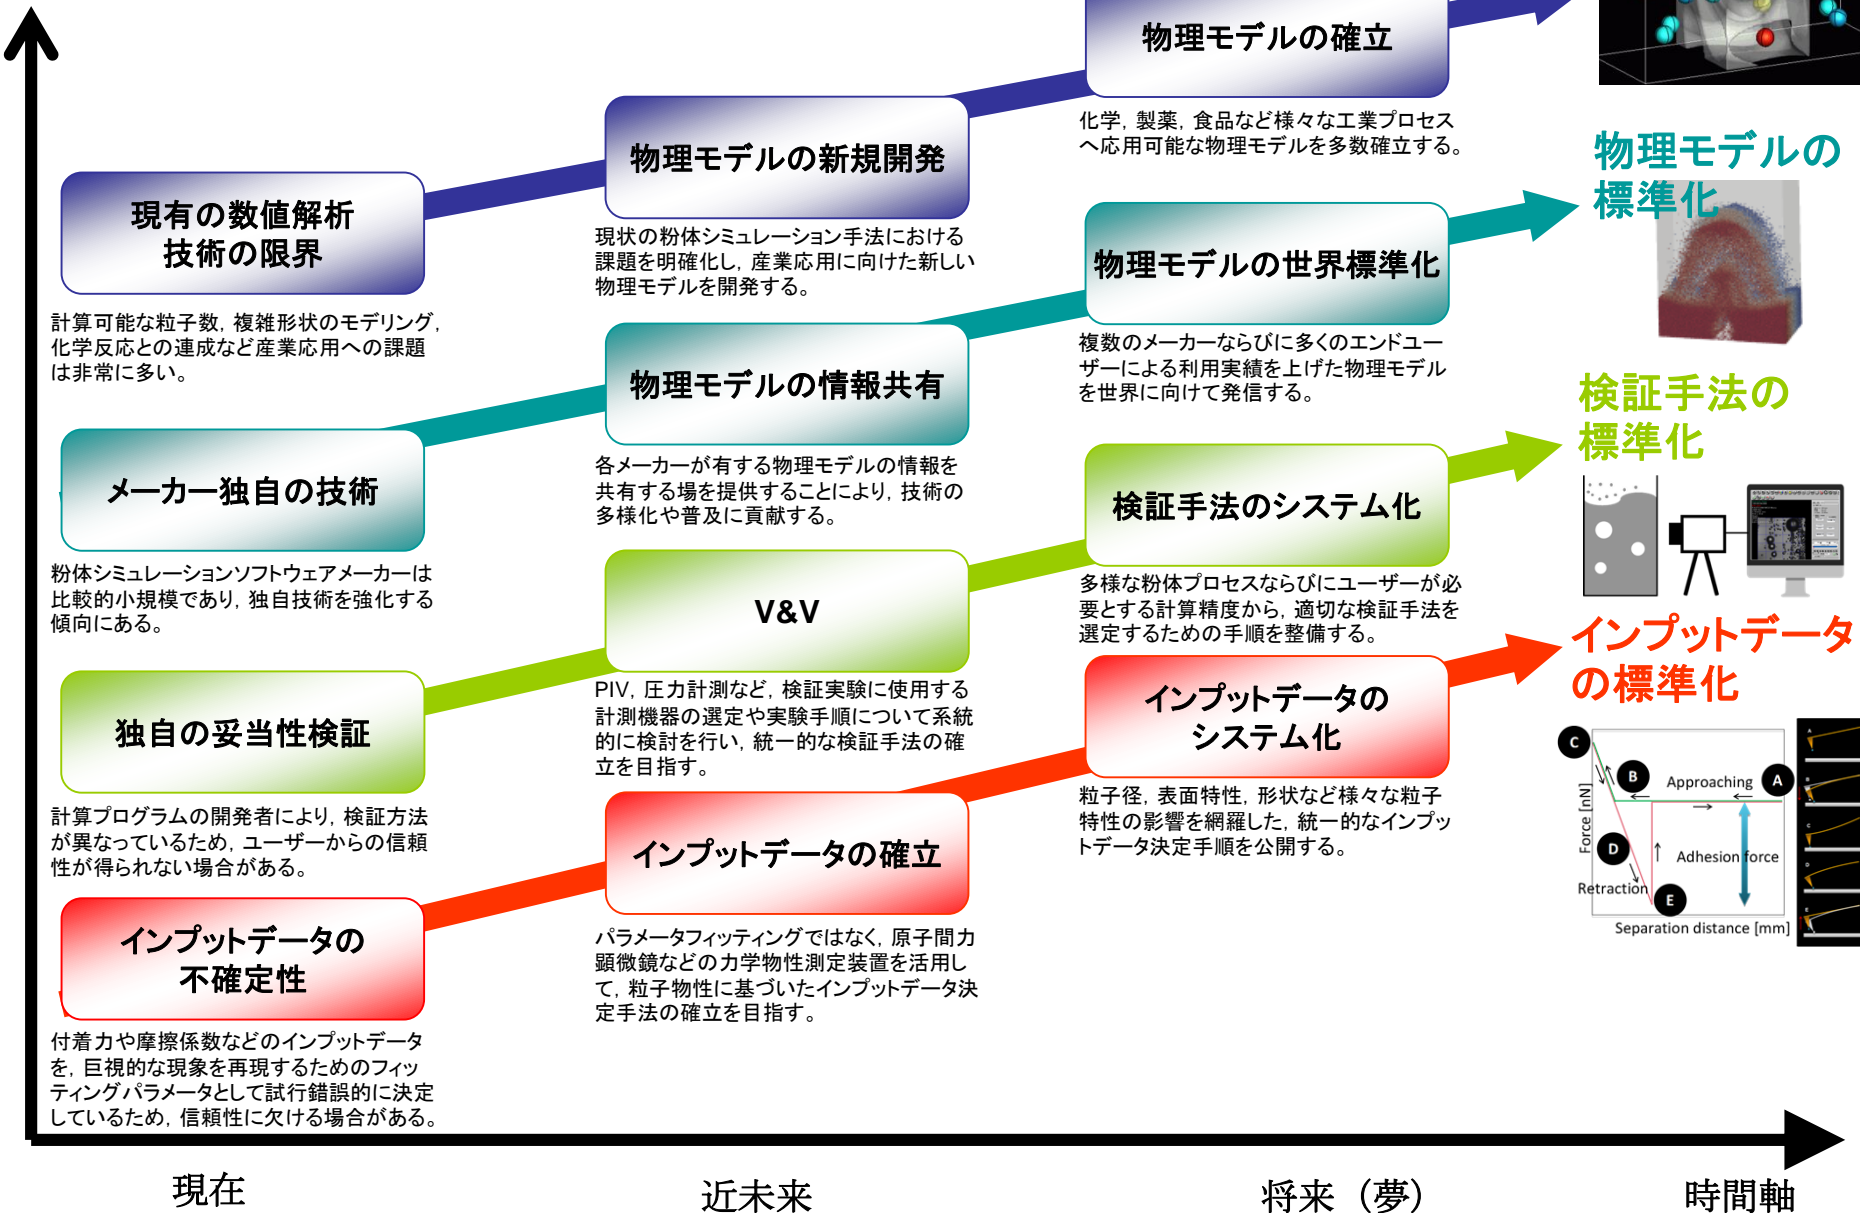 物理モデルの確立
化学，製薬，食品など様々な工業プロセス
へ応用可能な物理モデルを多数確立する。
物理モデルの新規開発
現状の粉体シミュレーション手法における
課題を明確化し，産業応用に向けた新しい
物理モデルを開発する。
現有の数値解析
技術の限界
計算可能な粒子数，複雑形状のモデリング，
化学反応との連成など産業応用への課題
は非常に多い。
物理モデルの
標準化
物理モデルの世界標準化
複数のメーカーならびに多くのエンドユー
ザーによる利用実績を上げた物理モデル
を世界に向けて発信する。
物理モデルの情報共有
各メーカーが有する物理モデルの情報を
共有する場を提供することにより，技術の
多様化や普及に貢献する。
メーカー独自の技術
粉体シミュレーションソフトウェアメーカーは
比較的小規模であり，独自技術を強化する
傾向にある。
検証手法の
標準化
検証手法のシステム化
多様な粉体プロセスならびにユーザーが必
要とする計算精度から，適切な検証手法を
選定するための手順を整備する。
V&V
PIV，圧力計測など，検証実験に使用する
計測機器の選定や実験手順について系統
的に検討を行い，統一的な検証手法の確
立を目指す。
独自の妥当性検証
計算プログラムの開発者により，検証方法
が異なっているため，ユーザーからの信頼
性が得られない場合がある。
インプットデータ
の標準化
インプットデータの
システム化
粒子径，表面特性，形状など様々な粒子
特性の影響を網羅した，統一的なインプッ
トデータ決定手順を公開する。
インプットデータの確立
パラメータフィッティングではなく，原子間力
顕微鏡などの力学物性測定装置を活用し
て，粒子物性に基づいたインプットデータ決
定手法の確立を目指す。
インプットデータの
不確定性
付着力や摩擦係数などのインプットデータ
を，巨視的な現象を再現するためのフィッ
ティングパラメータとして試行錯誤的に決定
しているため，信頼性に欠ける場合がある。
C
B
Approaching
A
Force [nN]
D
Adhesion force
Retraction
E
Separation distance [mm]
A
B
C
D
E
現在
近未来
将来（夢）
時間軸